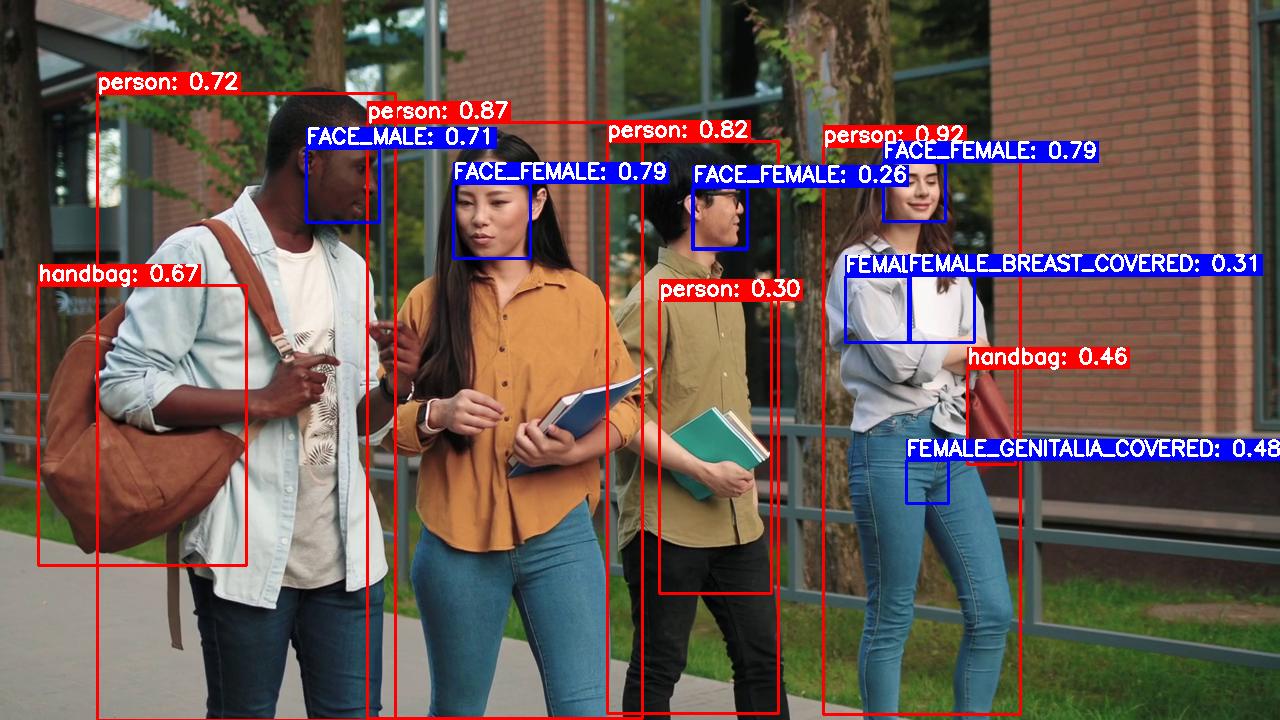 person: 0.72
person: 0.87
FACE_MALE: 0.71
person: 0.82
person: 0.92
FACE_FEMALE: 0.79
FACE_FEMALE: 0.26
FACE_FEMALE: 0.79
handbag: 0.67
FEMALE_BREAST_COVERED: 0.31
person: 0.30
handbag: 0.46
FEMALE_GENITALIA_COVERED: 0.48